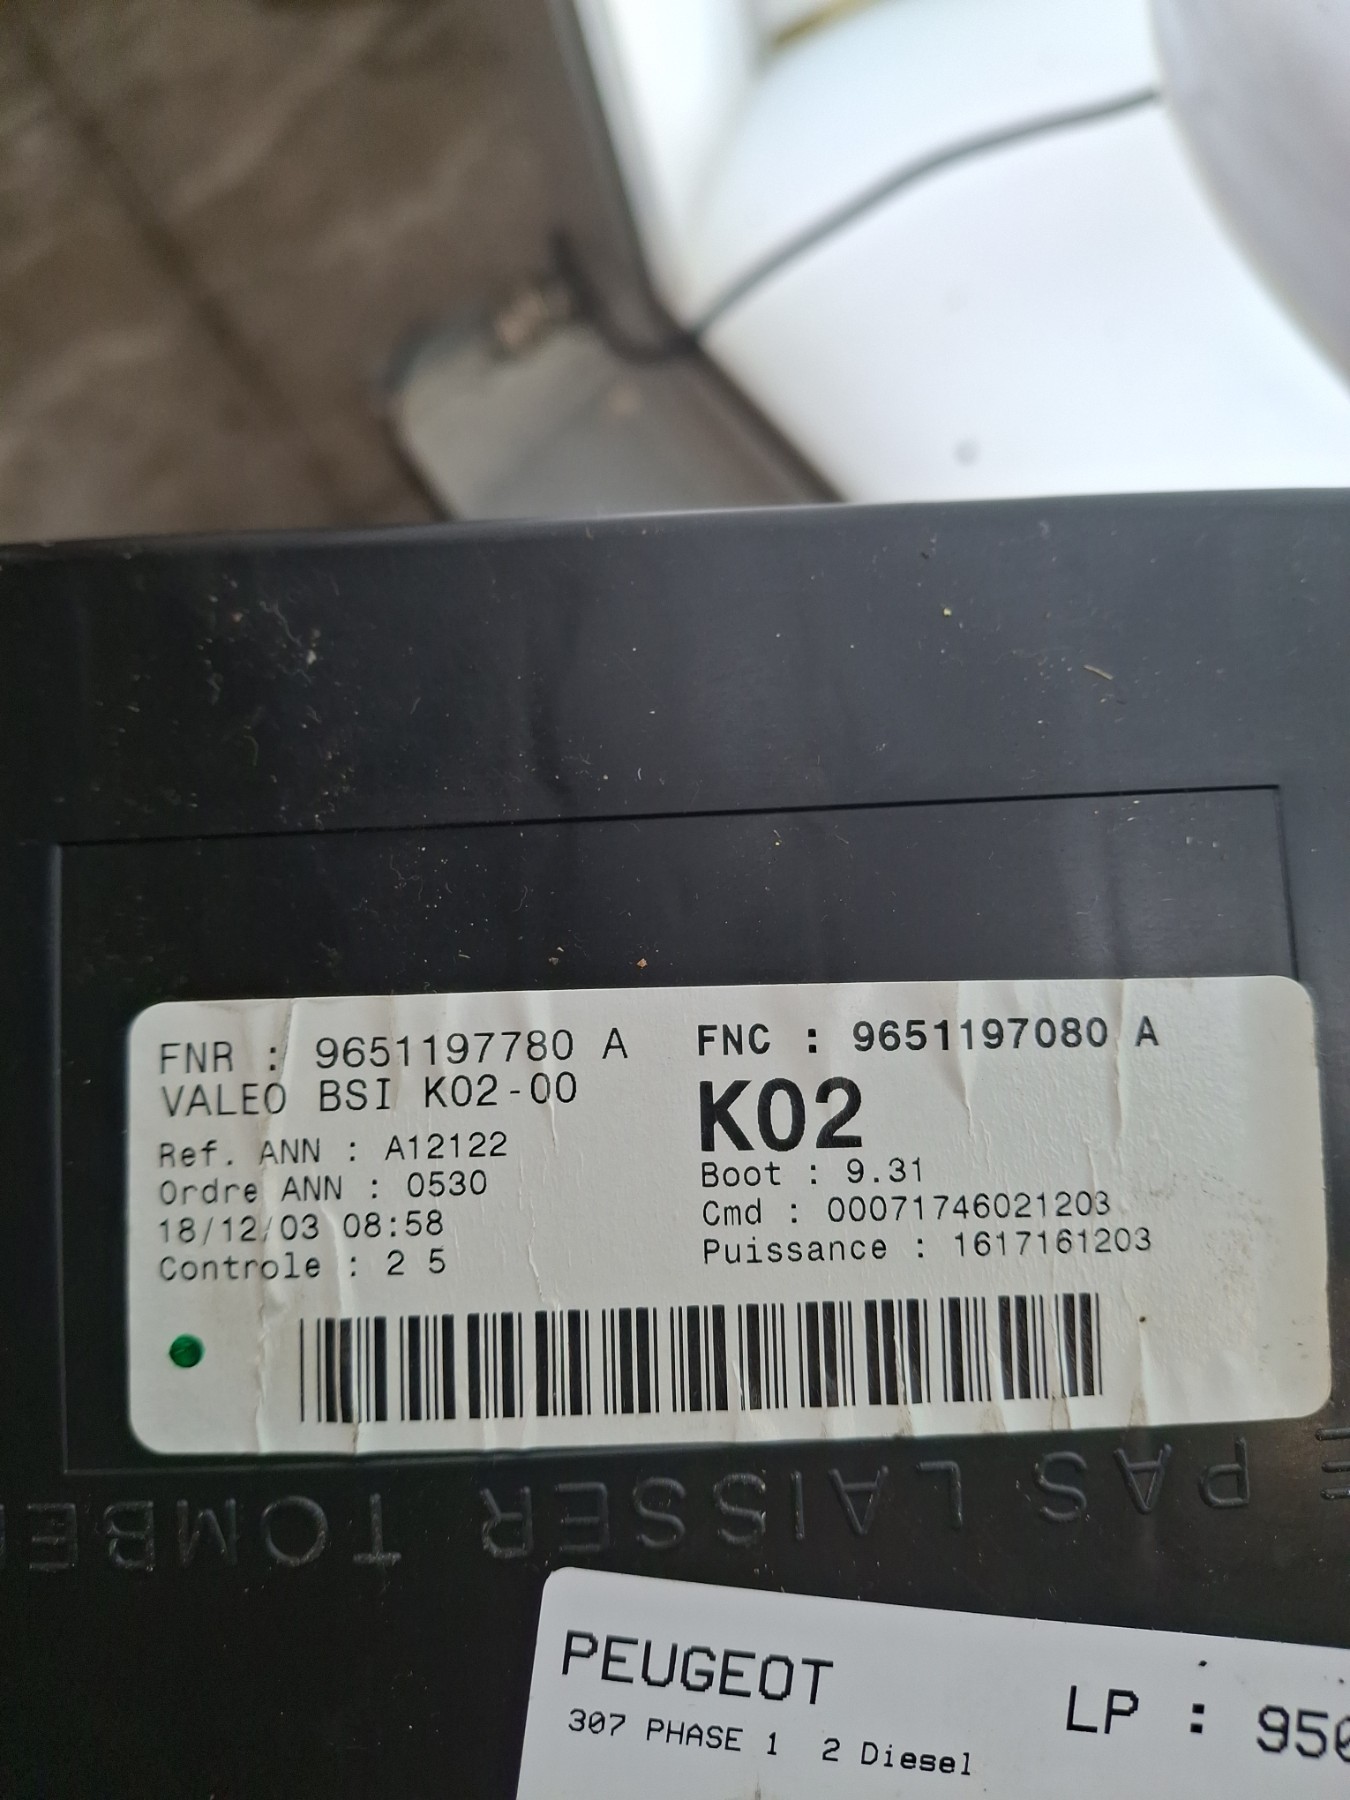 FNR : 9651197780 A
VALEO BSI K02-00
Ref. ANN : A12122
Ordre ANN : 0530
18/12/03 08:58
Controle : 2 5
FNC : 9651197080 A
K02
Boot : 9.31
Cmd : 00071746021203
Puissance : 1617161203
PAS LAISSER TOMBE
PEUGEOT
307 PHASE 1 2 Diesel
LP : 950